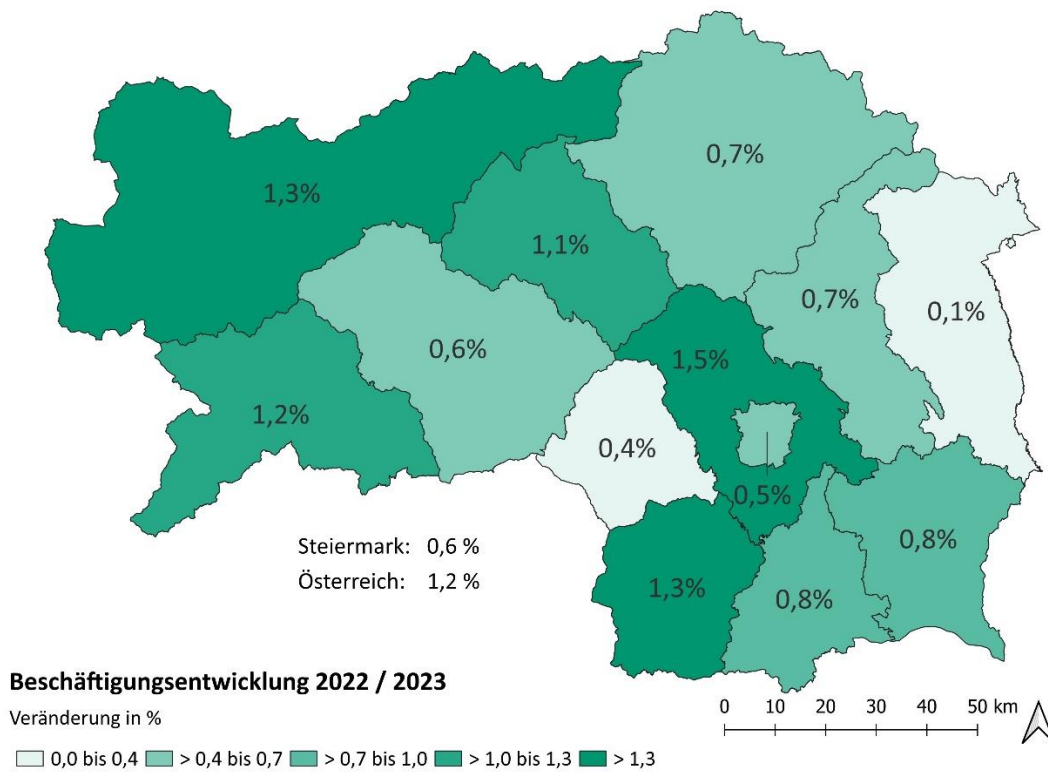 0,7%
1,3%
1,1%
0,7%
0,1%
0,6%
1,5%
1,2%
0,4%
0,5%
0,8%
Steiermark: 0,6 %
Österreich: 1,2 %
1,3%
0,8%
Beschäftigungsentwicklung 2022 / 2023
Veränderung in %
0 10 20 30 40 50 km
0,0 bis 0,4 > 0,4 bis 0,7 > 0,7 bis 1,0 > 1,0 bis 1,3 > 1,3